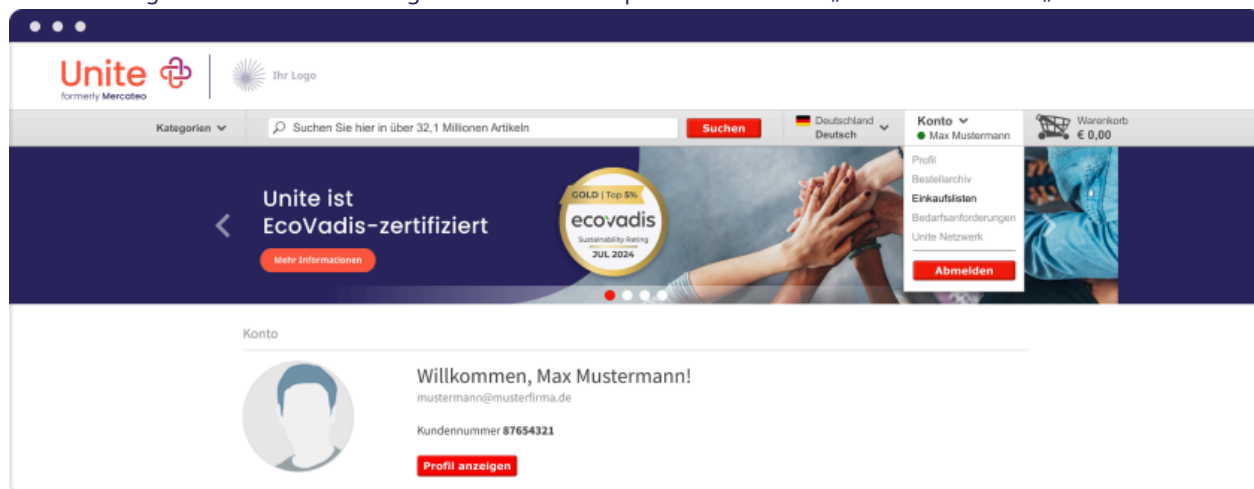 Unite
formerly Mercateo
Ihr Logo
Kategorien
Suchen Sie hier in über 32,1 Millionen Artikeln
Suchen
Deutschland
Deutsch
Konto
Max Mustermann
Warenkorb
€ 0,00
Profil
Bestellarchiv
Einkaufslisten
Bedarfsanforderungen
Unite Netzwerk
Abmelden
Unite ist
EcoVadis-zertifiziert
Mehr Informationen
GOLD | Top 5%
ecovadis
Sustainability Rating
JUL 2024
Konto
Willkommen, Max Mustermann!
mustermann@musterfirma.de
Kundennummer 87654321
Profil anzeigen